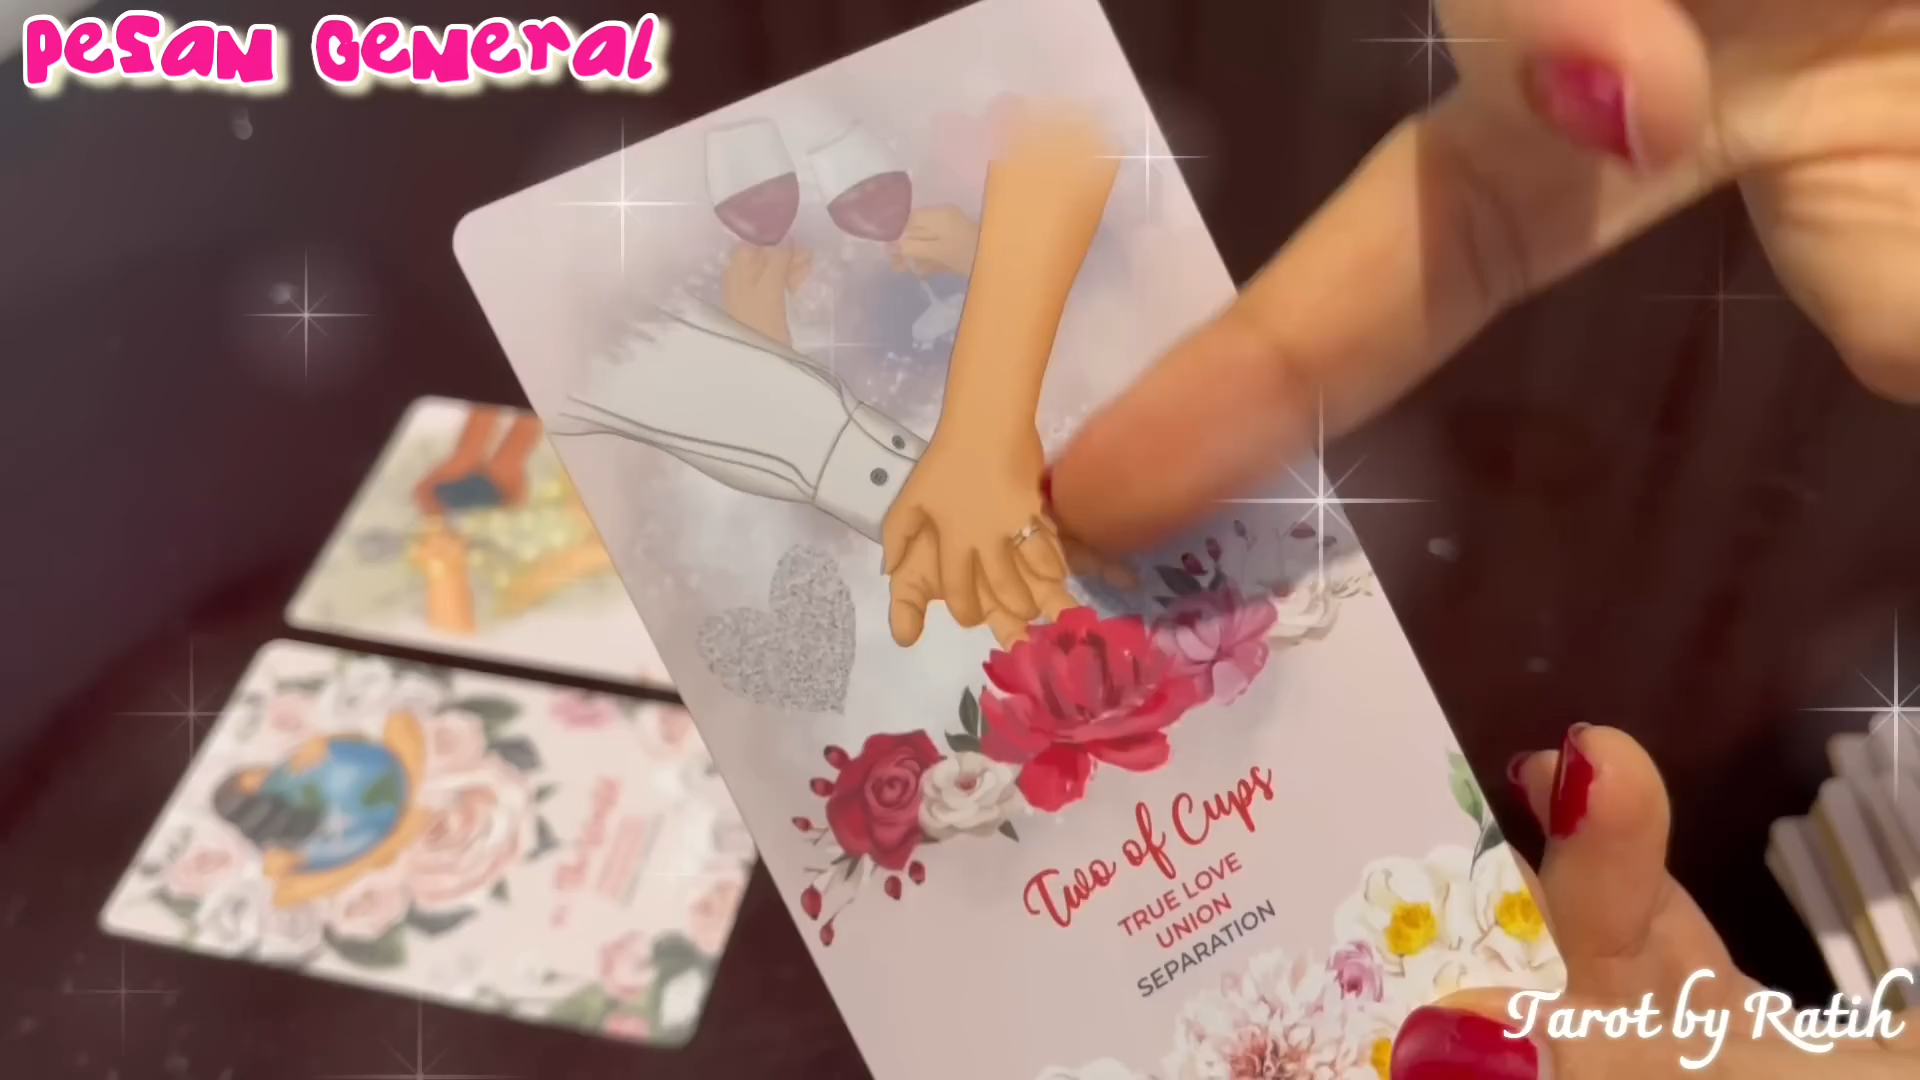 Pesan General
Two of Cups
TRUE LOVE
UNION
SEPARATION
Tarot by Ratih